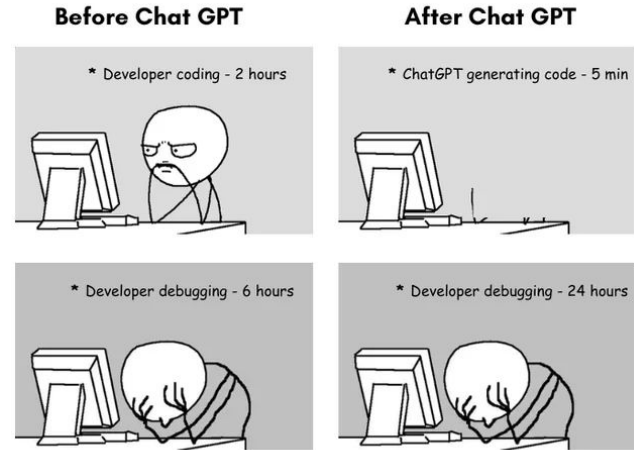 Before Chat GPT
After Chat GPT
* Developer coding - 2 hours
* ChatGPT generating code - 5 min
* Developer debugging - 6 hours
* Developer debugging - 24 hours